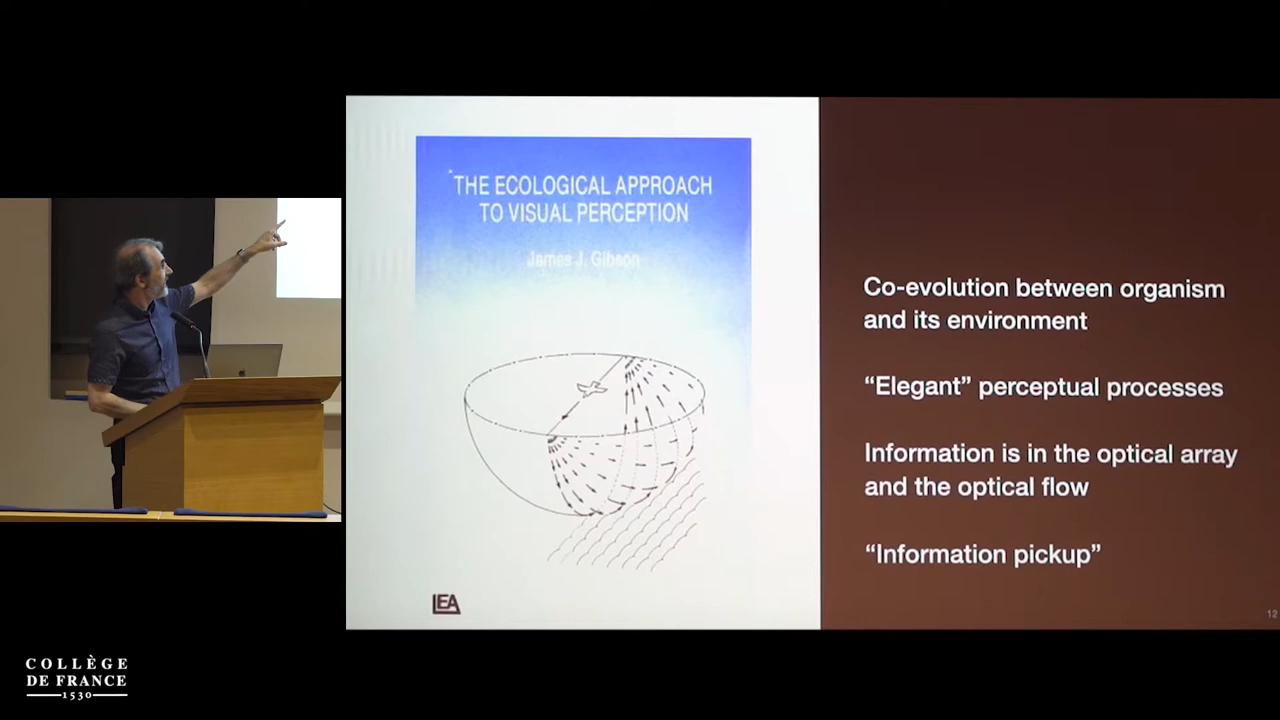 THE ECOLOGICAL APPROACH
TO VISUAL PERCEPTION
James J. Gibson
LEA
Co-evolution between organism
and its environment
“Elegant” perceptual processes
Information is in the optical array
and the optical flow
“Information pickup”
12
COLLÈGE
DE FRANCE
1530